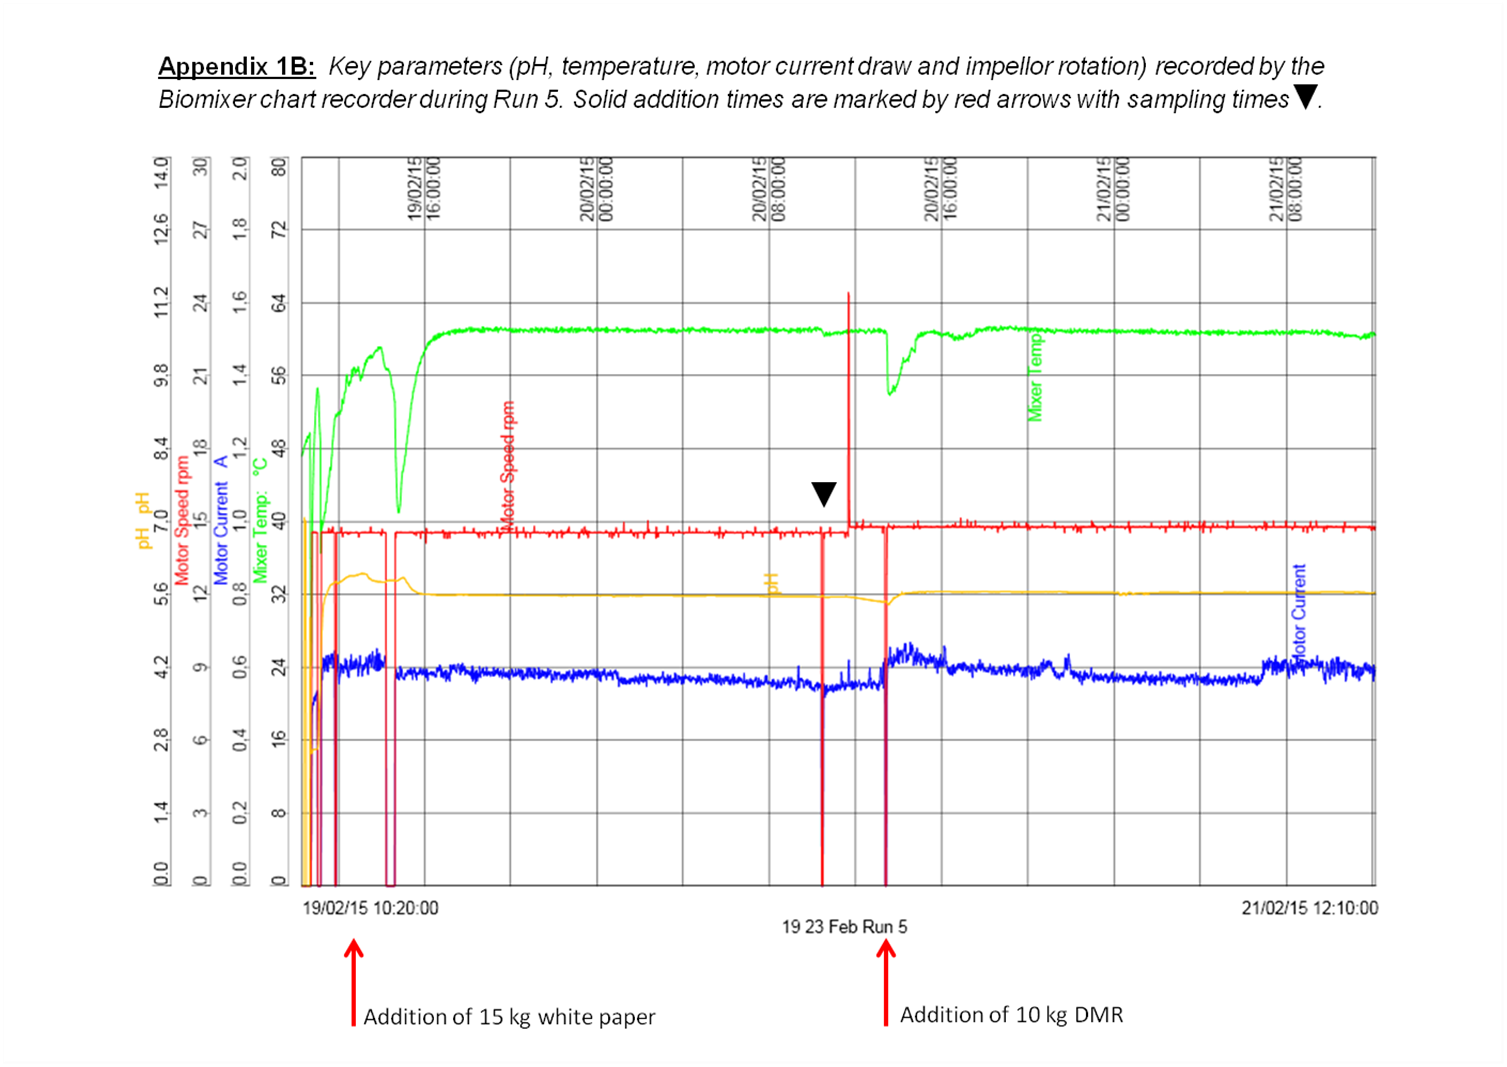 Appendix 1B: Key parameters (pH, temperature, motor current draw and impellor rotation) recorded by the
Biomixer chart recorder during Run 5. Solid addition times are marked by red arrows with sampling times▼.
14.0 30 2.0 80
12.6 27 1.8 72
11.2 24 1.6 64
9.8 21 1.4 56
8.4 18 1.2 48
7.0 15 1.0 40
5.6 12 0.8 32
4.2 9 0.6 24
2.8 6 0.4 16
1.4 3 0.2 8
0.0 0 0.0 0
pH pH
Motor Speed rpm
Motor Current A
Mixer Temp: °C
19/02/15
16:00:00
20/02/15
00:00:00
20/02/15
08:00:00
20/02/15
16:00:00
21/02/15
00:00:00
21/02/15
08:00:00
Motor Speed rpm
pH
Mixer Temp
Motor Current
19/02/15 10:20:00
21/02/15 12:10:00
19 23 Feb Run 5
Addition of 15 kg white paper
Addition of 10 kg DMR